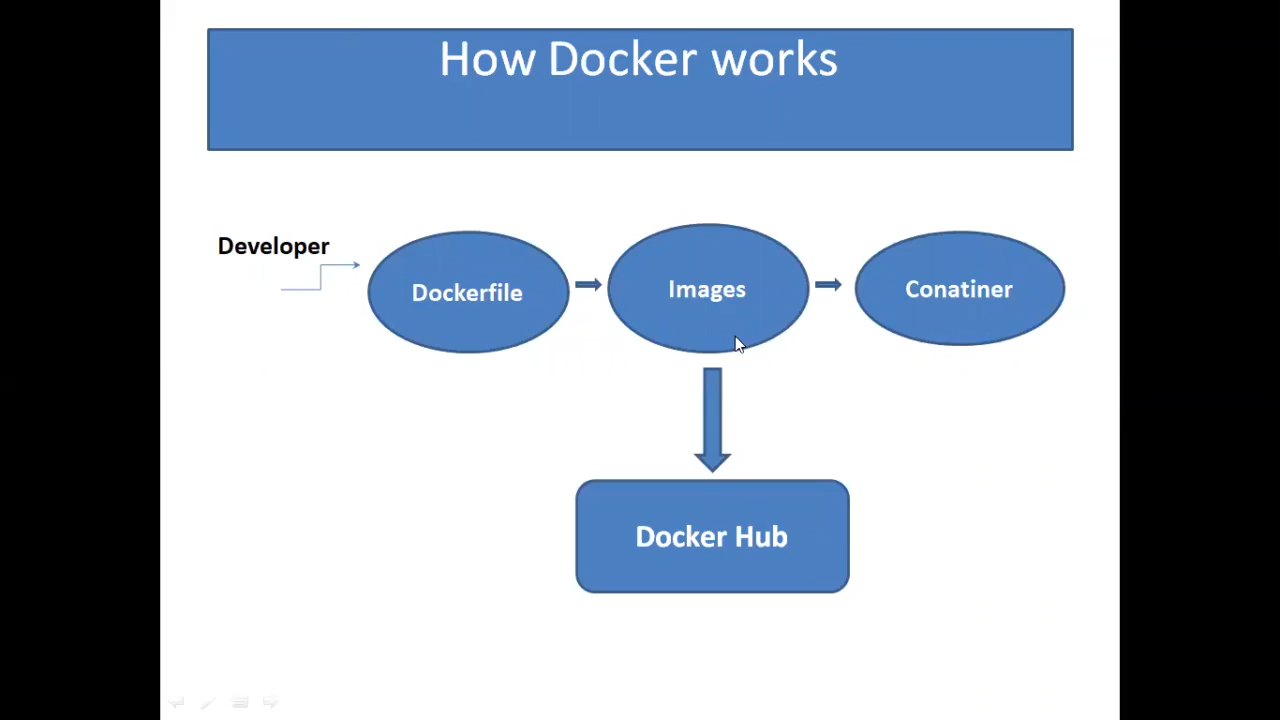 How Docker works
Developer
Dockerfile
Images
Conatiner
Docker Hub